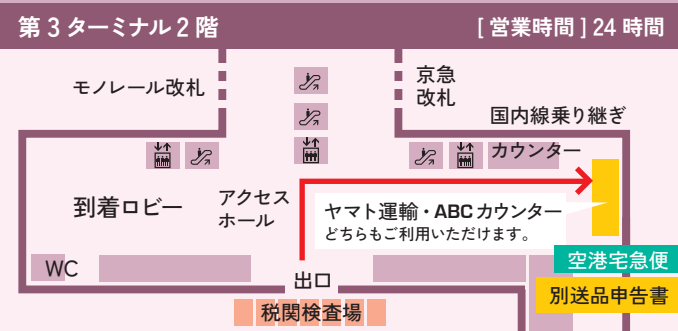 第3ターミナル2階
[営業時間]24時間
モノレール改札
京急
改札
国内線乗り継ぎ
カウンター
到着ロビー
アクセス
ホール
ヤマト運輸・ABCカウンター
どちらもご利用いただけます。
WC
出口
空港宅急便
別送品申告書
税関検査場